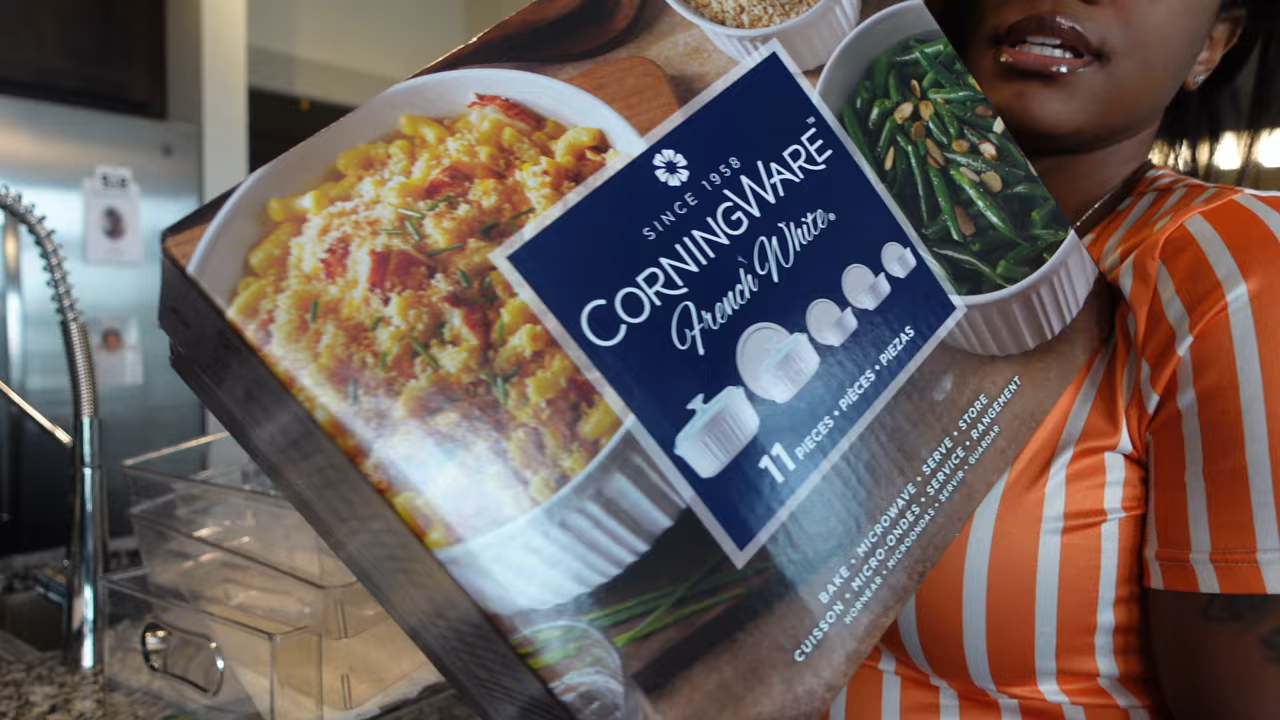 SINCE 1958
CORNINGWARE™
French White®
11 PIECES • PIÈCES • PIEZAS
BAKE • MICROWAVE • SERVE • STORE
CUISSON • MICRO-ONDES • SERVICE • RANGEMENT
HORNEAR • MICROONDAS • SERVIR • GUARDAR